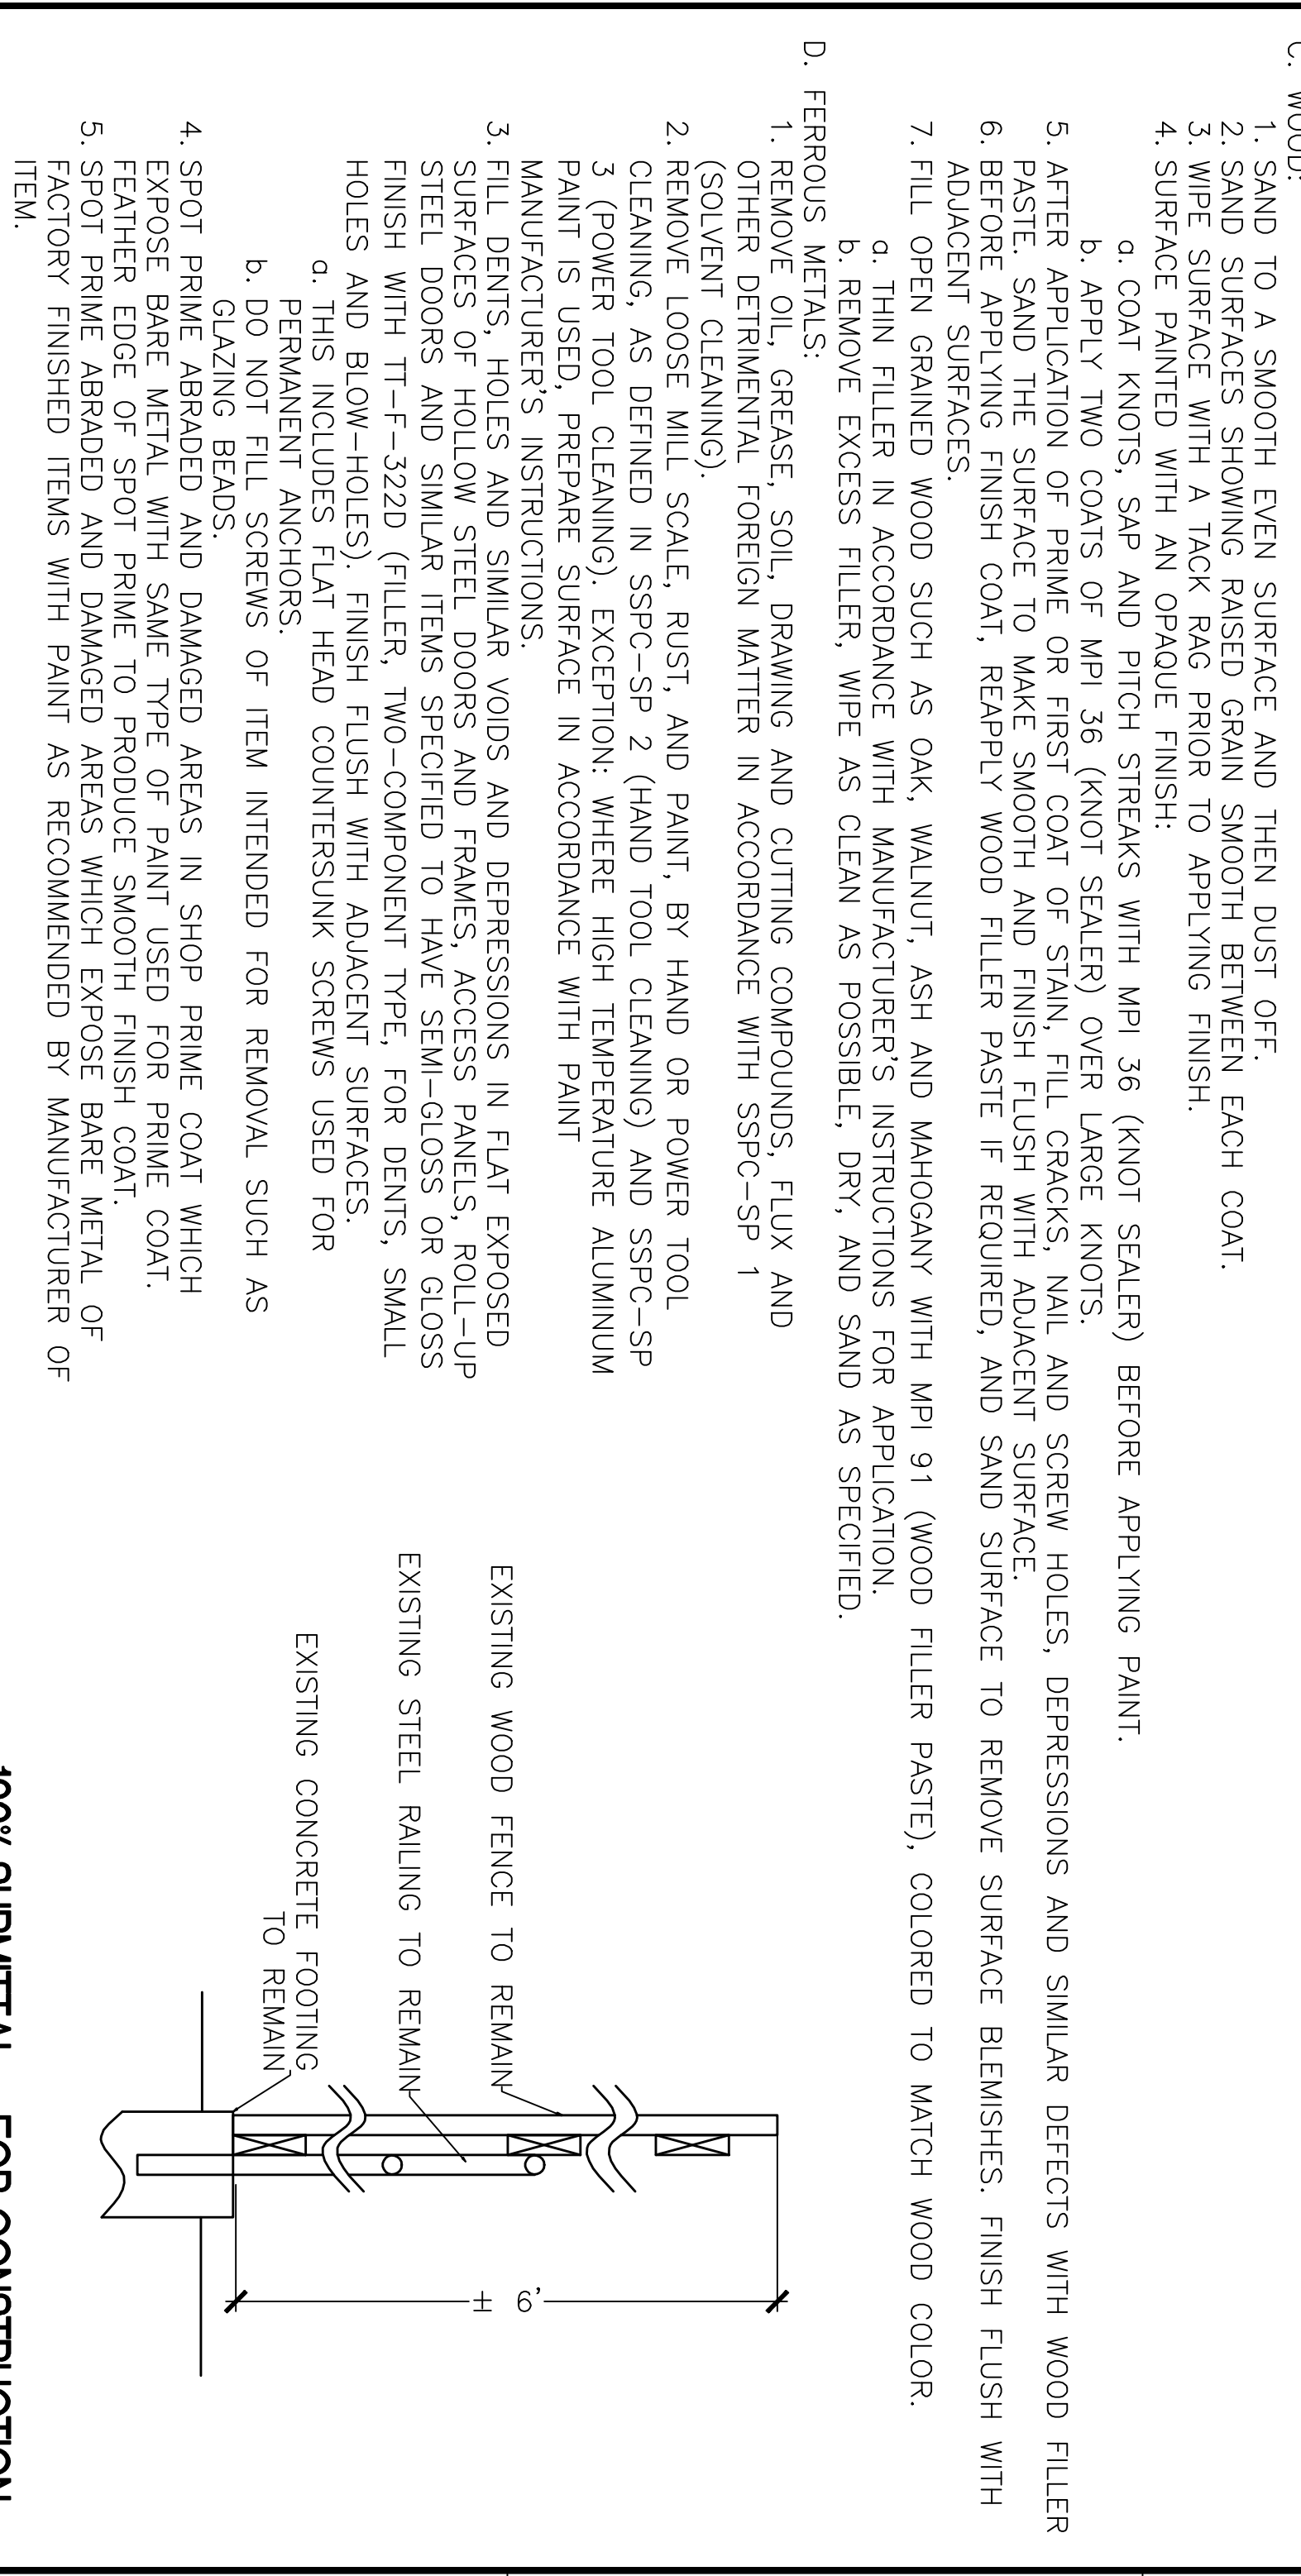 C. WOOD:
1. SAND TO A SMOOTH EVEN SURFACE AND THEN DUST OFF.
2. SAND SURFACES SHOWING RAISED GRAIN SMOOTH BETWEEN EACH COAT.
3. WIPE SURFACE WITH A TACK RAG PRIOR TO APPLYING FINISH.
4. SURFACE PAINTED WITH AN OPAQUE FINISH:
a. COAT KNOTS, SAP AND PITCH STREAKS WITH MPI 36 (KNOT SEALER) BEFORE APPLYING PAINT.
b. APPLY TWO COATS OF MPI 36 (KNOT SEALER) OVER LARGE KNOTS.
5. AFTER APPLICATION OF PRIME OR FIRST COAT OF STAIN, FILL CRACKS, NAIL AND SCREW HOLES, DEPRESSIONS AND SIMILAR DEFECTS WITH WOOD FILLER
PASTE. SAND THE SURFACE TO MAKE SMOOTH AND FINISH FLUSH WITH ADJACENT SURFACE.
6. BEFORE APPLYING FINISH COAT, REAPPLY WOOD FILLER PASTE IF REQUIRED, AND SAND SURFACE TO REMOVE SURFACE BLEMISHES. FINISH FLUSH WITH
ADJACENT SURFACES.
7. FILL OPEN GRAINED WOOD SUCH AS OAK, WALNUT, ASH AND MAHOGANY WITH MPI 91 (WOOD FILLER PASTE), COLORED TO MATCH WOOD COLOR.
a. THIN FILLER IN ACCORDANCE WITH MANUFACTURER'S INSTRUCTIONS FOR APPLICATION.
b. REMOVE EXCESS FILLER, WIPE AS CLEAN AS POSSIBLE, DRY, AND SAND AS SPECIFIED.
D. FERROUS METALS:
1. REMOVE OIL, GREASE, SOIL, DRAWING AND CUTTING COMPOUNDS, FLUX AND
OTHER DETRIMENTAL FOREIGN MATTER IN ACCORDANCE WITH SSPC-SP 1
(SOLVENT CLEANING).
2. REMOVE LOOSE MILL SCALE, RUST, AND PAINT, BY HAND OR POWER TOOL
CLEANING, AS DEFINED IN SSPC-SP 2 (HAND TOOL CLEANING) AND SSPC-SP
3 (POWER TOOL CLEANING). EXCEPTION: WHERE HIGH TEMPERATURE ALUMINUM
PAINT IS USED, PREPARE SURFACE IN ACCORDANCE WITH PAINT
MANUFACTURER'S INSTRUCTIONS.
3. FILL DENTS, HOLES AND SIMILAR VOIDS AND DEPRESSIONS IN FLAT EXPOSED
SURFACES OF HOLLOW STEEL DOORS AND FRAMES, ACCESS PANELS, ROLL-UP
STEEL DOORS AND SIMILAR ITEMS SPECIFIED TO HAVE SEMI-GLOSS OR GLOSS
FINISH WITH TT-F-322D (FILLER, TWO-COMPONENT TYPE, FOR DENTS, SMALL
HOLES AND BLOW-HOLES). FINISH FLUSH WITH ADJACENT SURFACES.
a. THIS INCLUDES FLAT HEAD COUNTERSUNK SCREWS USED FOR
PERMANENT ANCHORS.
b. DO NOT FILL SCREWS OF ITEM INTENDED FOR REMOVAL SUCH AS
GLAZING BEADS.
4. SPOT PRIME ABRADED AND DAMAGED AREAS IN SHOP PRIME COAT WHICH
EXPOSE BARE METAL WITH SAME TYPE OF PAINT USED FOR PRIME COAT.
FEATHER EDGE OF SPOT PRIME TO PRODUCE SMOOTH FINISH COAT.
5. SPOT PRIME ABRADED AND DAMAGED AREAS WHICH EXPOSE BARE METAL OF
FACTORY FINISHED ITEMS WITH PAINT AS RECOMMENDED BY MANUFACTURER OF
ITEM.
EXISTING WOOD FENCE TO REMAIN
EXISTING STEEL RAILING TO REMAIN
EXISTING CONCRETE FOOTING
TO REMAIN
± 6'
100% SUBMITTAL FOR CONSTRUCTION